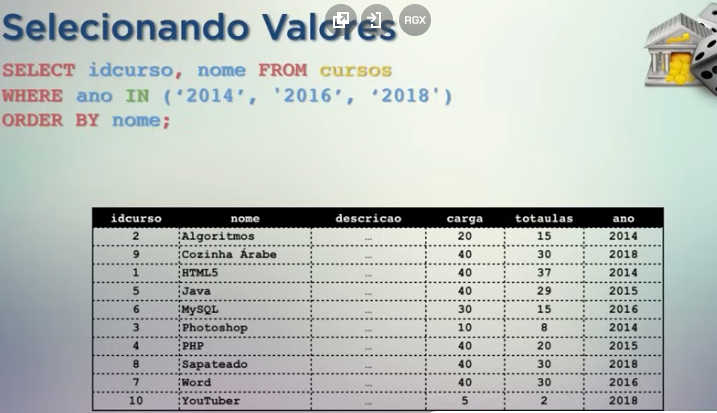 Selecionando Valores
RGX
SELECT idcurso, nome FROM cursos
WHERE ano IN (‘2014’, '2016’, ‘2018')
ORDER BY nome;
idcurso nome descricao carga totaulas ano
2 Algoritmos ... 20 15 2014
9 Cozinha Árabe ... 40 30 2018
1 HTML5 ... 40 37 2014
5 Java ... 40 29 2015
6 MySQL ... 30 15 2016
3 Photoshop ... 10 8 2014
4 PHP ... 40 20 2015
8 Sapateado ... 40 30 2018
7 Word ... 40 30 2016
10 YouTuber ... 5 2 2018